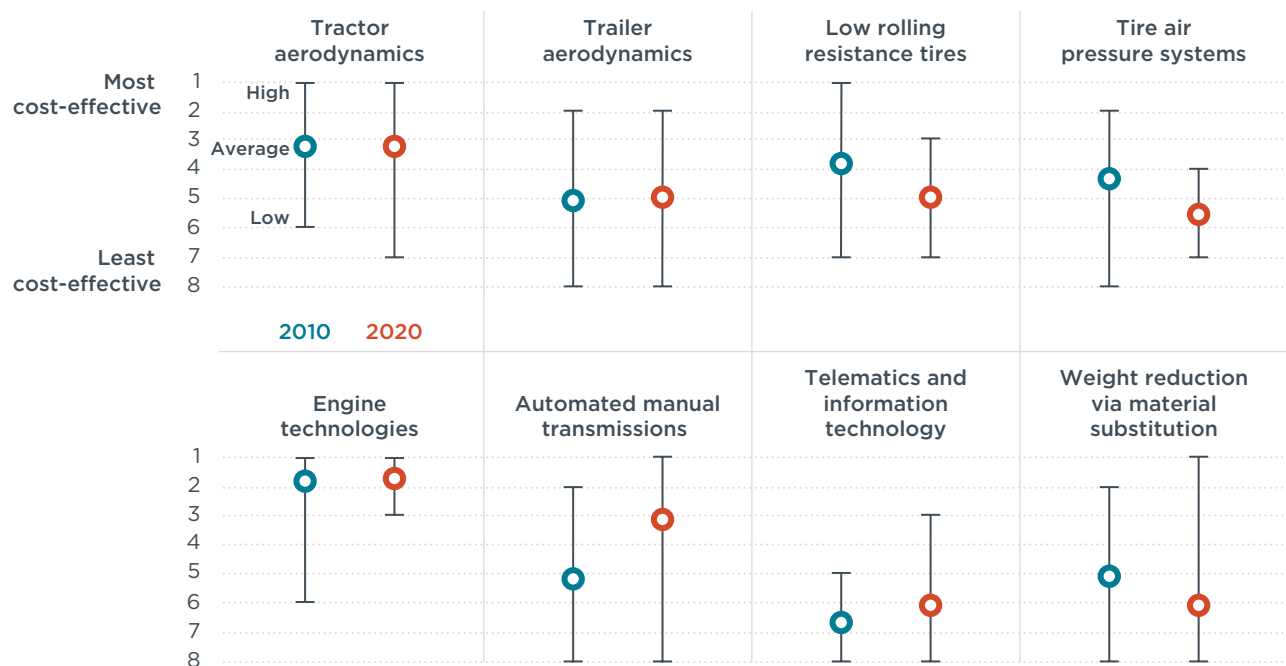 Tractor
aerodynamics
Trailer
aerodynamics
Low rolling
resistance tires
Tire air
pressure systems
Most
cost-effective
Least
cost-effective
1
2
3
4
5
6
7
8
High
Average
Low
2010
2020
Engine
technologies
Automated manual
transmissions
Telematics and
information
technology
Weight reduction
via material
substitution
1
2
3
4
5
6
7
8